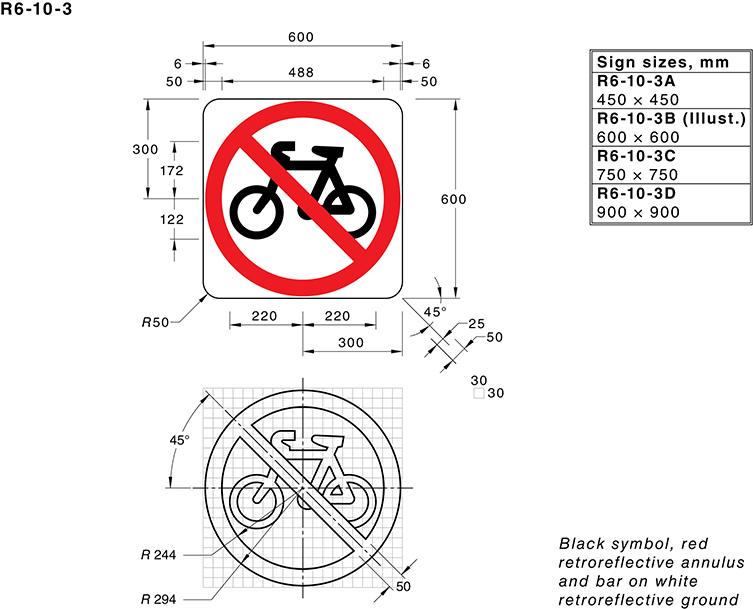 R6-10-3
600
6 6
50 488 50
300
172
122
600
R50
220 220
45°
300
25
50
30
30
45°
R 244
R 294
50
Sign sizes, mm
R6-10-3A
450 × 450
R6-10-3B (Illust.)
600 × 600
R6-10-3C
750 × 750
R6-10-3D
900 × 900
Black symbol, red
retroreflective annulus
and bar on white
retroreflective ground